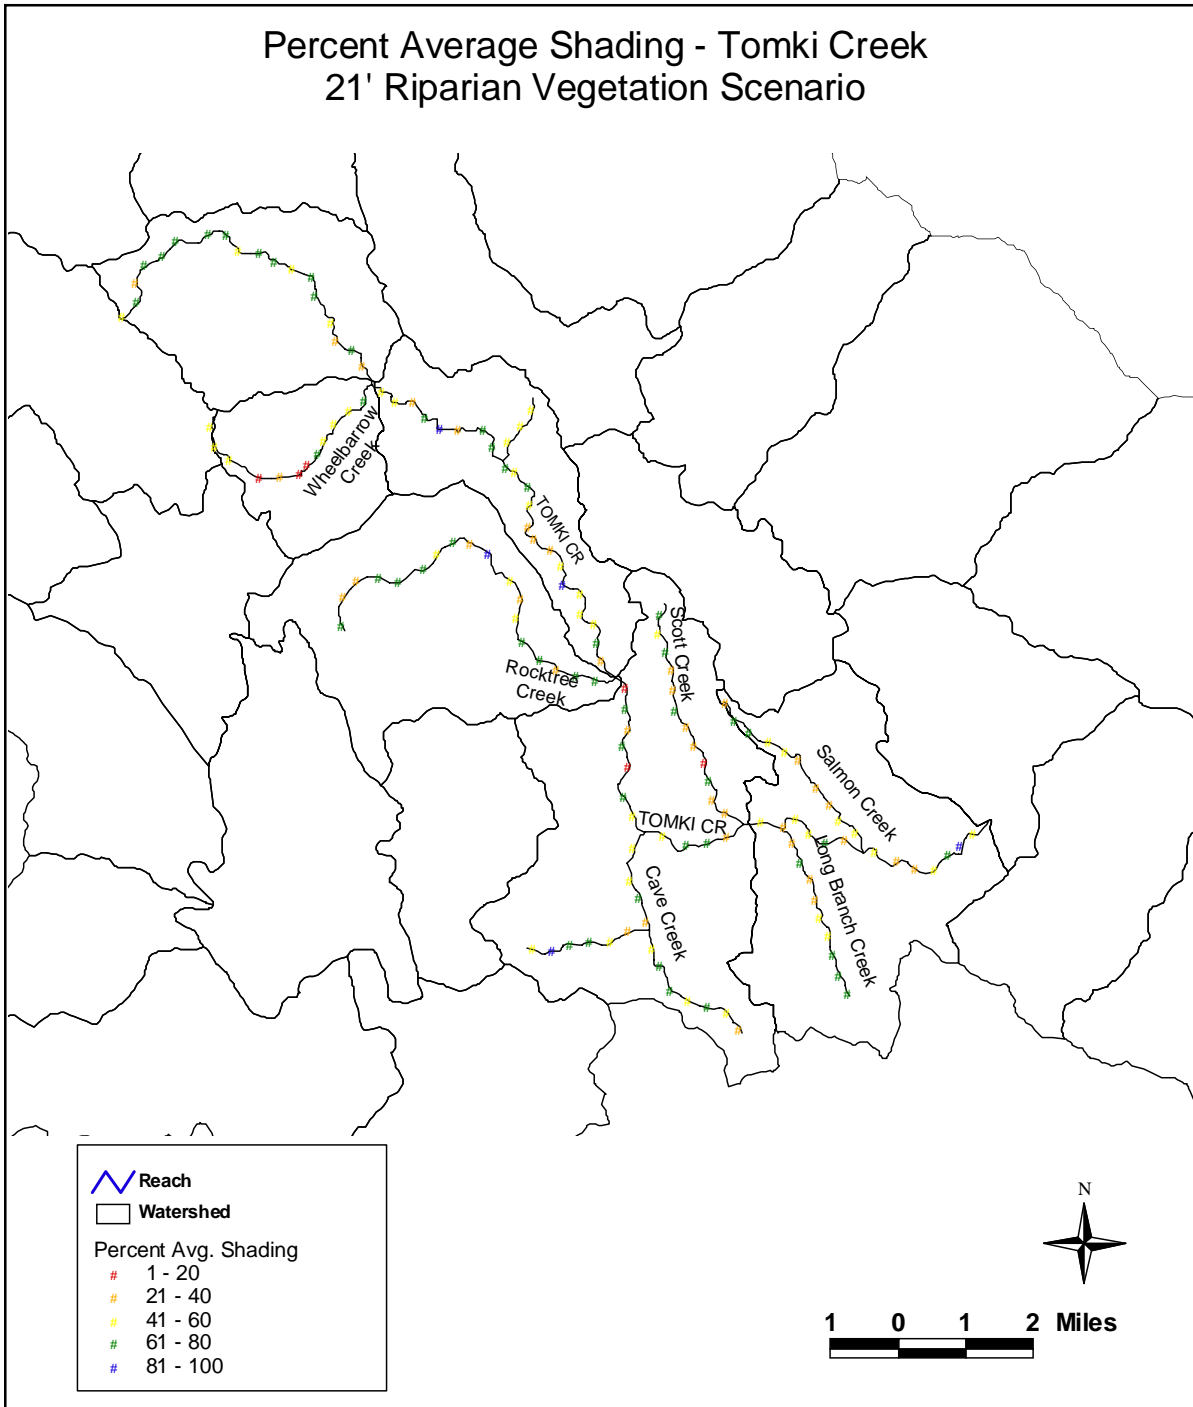 Percent Average Shading - Tomki Creek
21' Riparian Vegetation Scenario
Wheelbarrow
Creek
TOMKI CR
Rocktree
Creek
Scott Creek
Salmon Creek
TOMKI CR
Long Branch Creek
Cave Creek
Reach
Watershed
Percent Avg. Shading
# 1 - 20
# 21 - 40
# 41 - 60
# 61 - 80
# 81 - 100
N
1 0 1 2 Miles